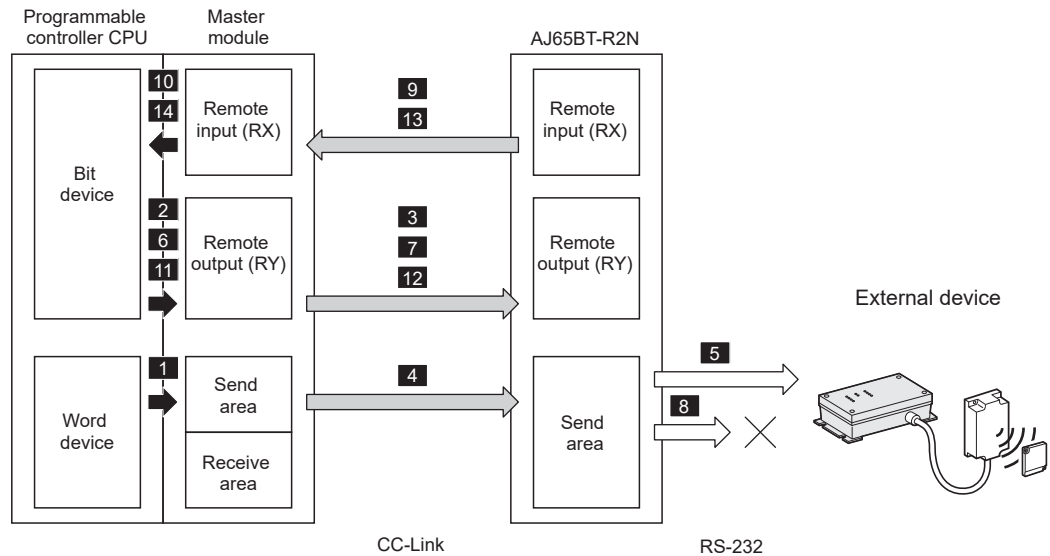 Programmable
controller CPU
Master
module
AJ65BT-R2N
10
14
Remote
input (RX)
9
13
Remote
input (RX)
Bit
device
2
6
11
Remote
output (RY)
3
7
12
Remote
output (RY)
External device
1
Send
area
4
5
8
Word
device
Send
area
Receive
area
CC-Link
RS-232